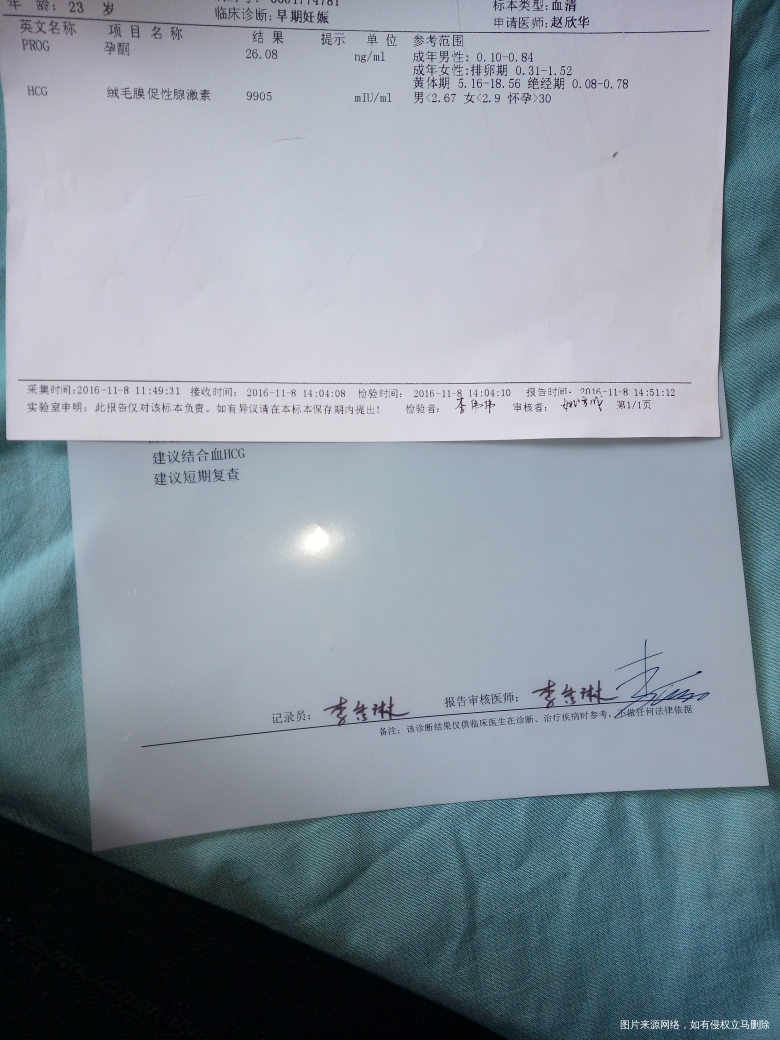 年 龄: 23 岁
临床诊断:早期妊娠
标本类型:血清
申请医师:赵欣华
英文名称 项 目 名 称 结 果 提示 单 位 参考范围
PROG 孕酮 26.08 ng/ml 成年男性: 0.10-0.84
成年女性:排卵期 0.31-1.52
黄体期 5.16-18.56 绝经期 0.08-0.78
HCG 绒毛膜促性腺激素 9905 mIU/ml 男<2.67 女<2.9 怀孕>30
采集时间:2016-11-8 11:49:31 接收时间: 2016-11-8 14:04:08 检验时间: 2016-11-8 14:04:10 报告时间: 2016-11-8 14:51:12
实验室申明: 此报告仅对该标本负责。如有异议请在本标本保存期内提出! 检验者: 审核者: 第1/1页
建议结合血HCG
建议短期复查
记录员: 报告审核医师:
备注: 该诊断结果仅供临床医生在诊断、治疗疾病时参考, 不做任何法律依据
图片来源网络，如有侵权立马删除